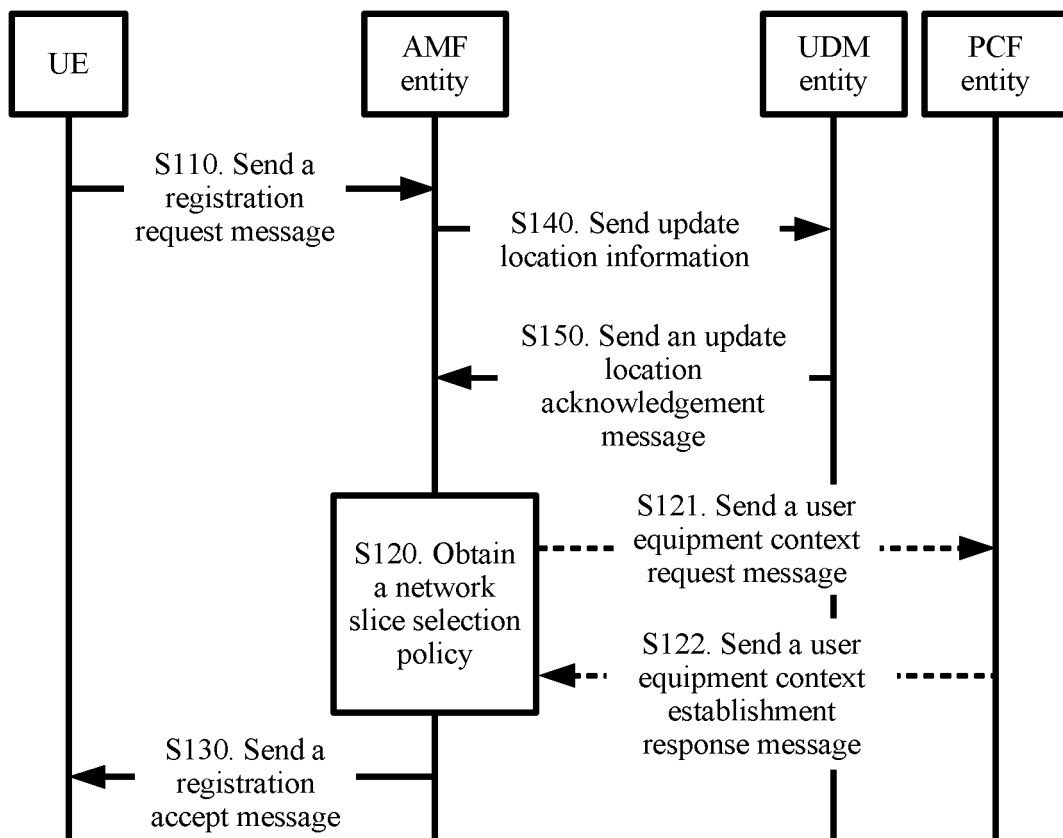 UE
AMF
entity
UDM
entity
PCF
entity
S110. Send a
registration
request message
S140. Send update
location information
S150. Send an update
location
acknowledgement
message
S120. Obtain
a network
slice selection
policy
S121. Send a user
equipment context
request message
S122. Send a user
equipment context
establishment
response message
S130. Send a
registration
accept message